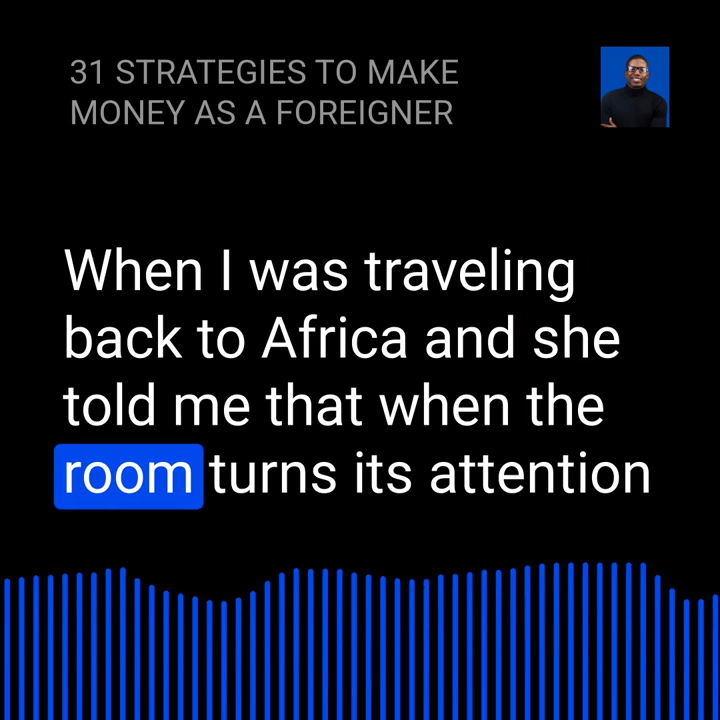 31 STRATEGIES TO MAKE
MONEY AS A FOREIGNER
When I was traveling
back to Africa and she
told me that when the
room turns its attention